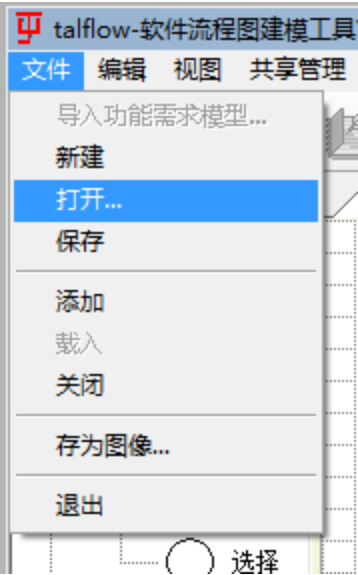 talflow-软件流程图建模工具
文件 编辑 视图 共享管理
导入功能需求模型...
新建
打开...
保存
添加
载入
关闭
存为图像...
退出
选择